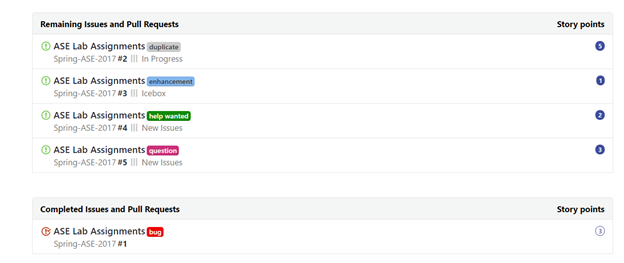 Remaining Issues and Pull Requests Story points
ASE Lab Assignments duplicate 5
Spring-ASE-2017 #2 In Progress
ASE Lab Assignments enhancement 1
Spring-ASE-2017 #3 Icebox
ASE Lab Assignments help wanted 2
Spring-ASE-2017 #4 New Issues
ASE Lab Assignments question 3
Spring-ASE-2017 #5 New Issues
Completed Issues and Pull Requests Story points
ASE Lab Assignments bug 3
Spring-ASE-2017 #1